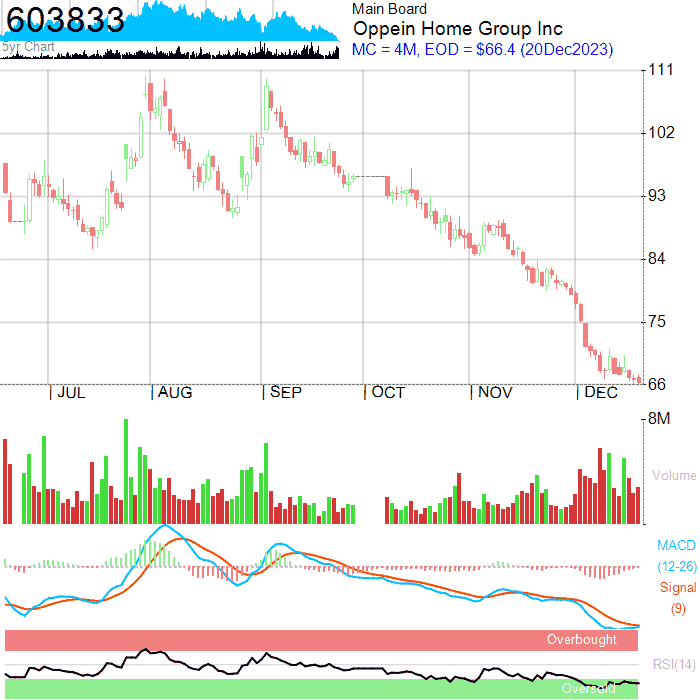 603833
5yr Chart
Main Board
Oppein Home Group Inc
MC = 4M, EOD = $66.4 (20Dec2023)
111
102
93
84
75
66
| JUL | AUG | SEP | OCT | NOV | DEC
8M
Volume
MACD
(12-26)
Signal
(9)
Overbought
RSI(14)
Oversold